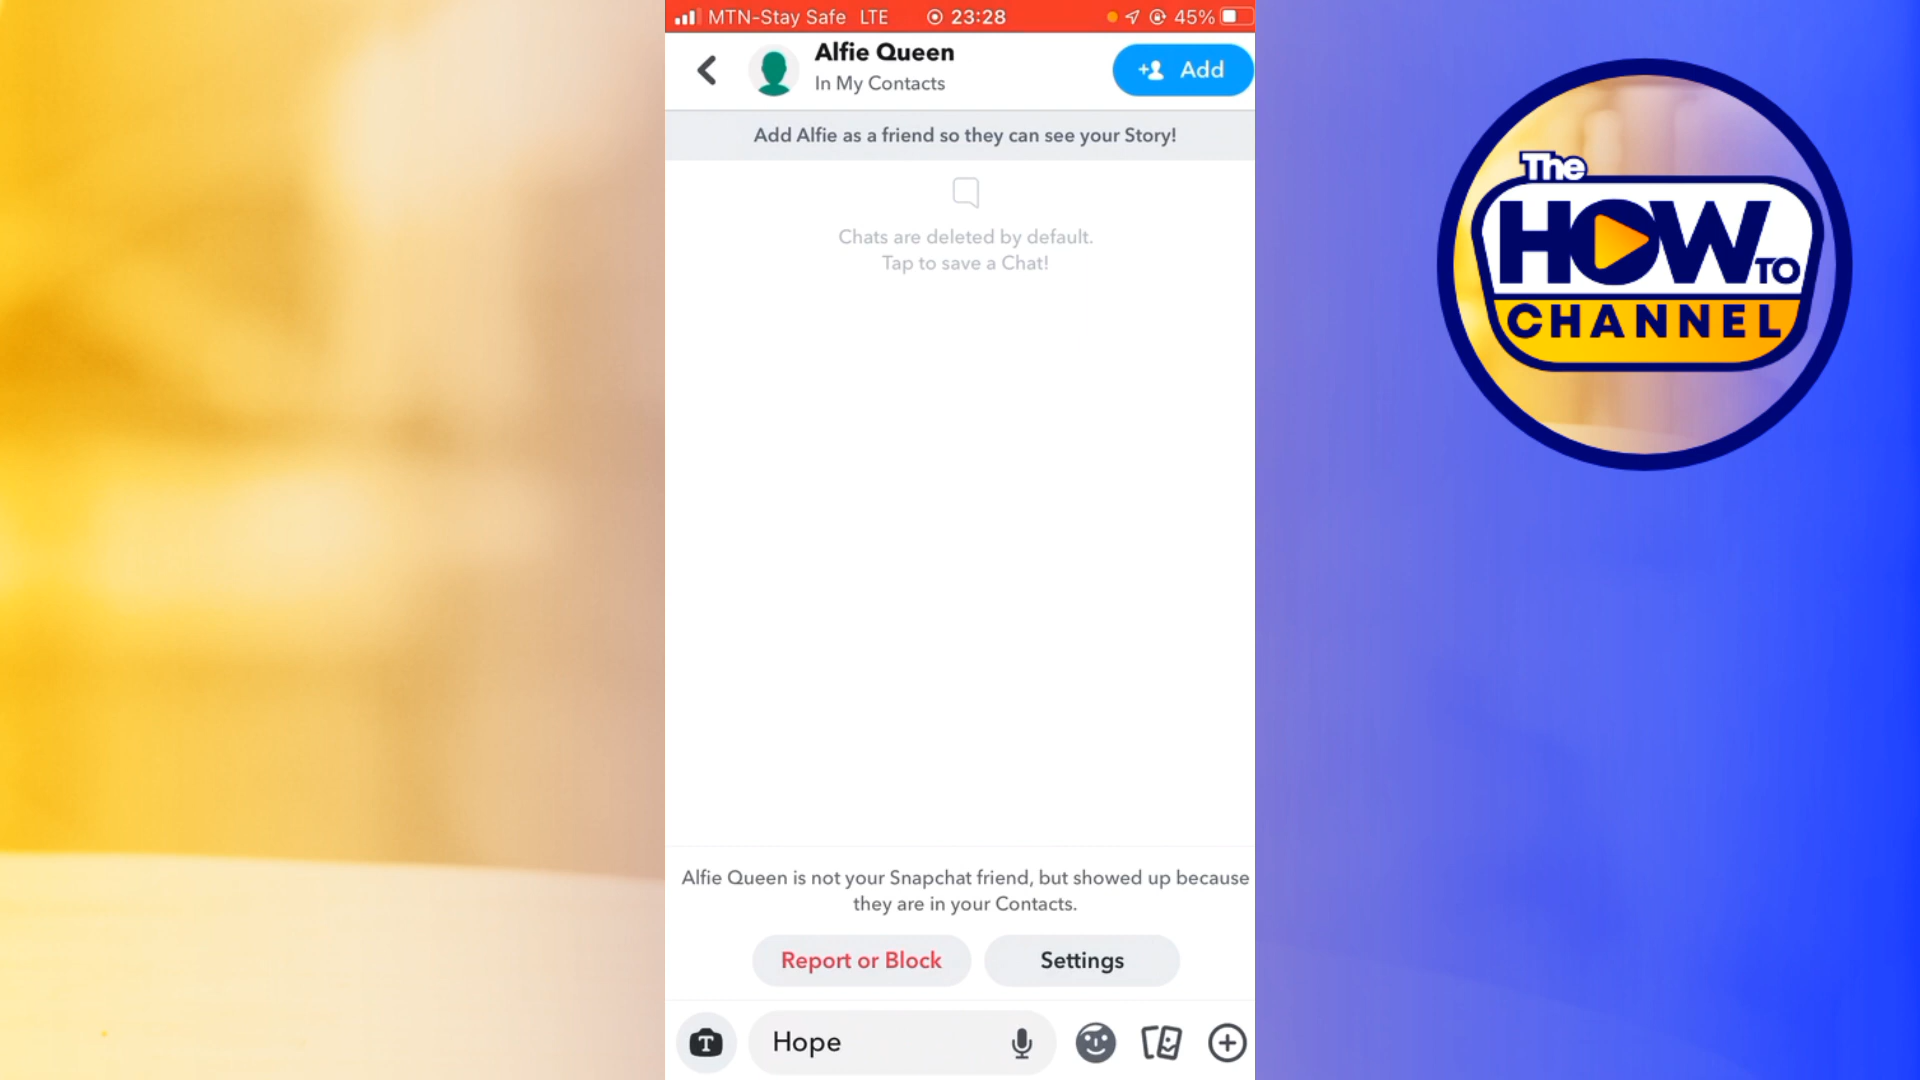 MTN-Stay Safe LTE 23:28 45%
Alfie Queen
In My Contacts
Add
Add Alfie as a friend so they can see your Story!
Chats are deleted by default.
Tap to save a Chat!
Alfie Queen is not your Snapchat friend, but showed up because
they are in your Contacts.
Report or Block
Settings
T
Hope
The
HOW TO
CHANNEL